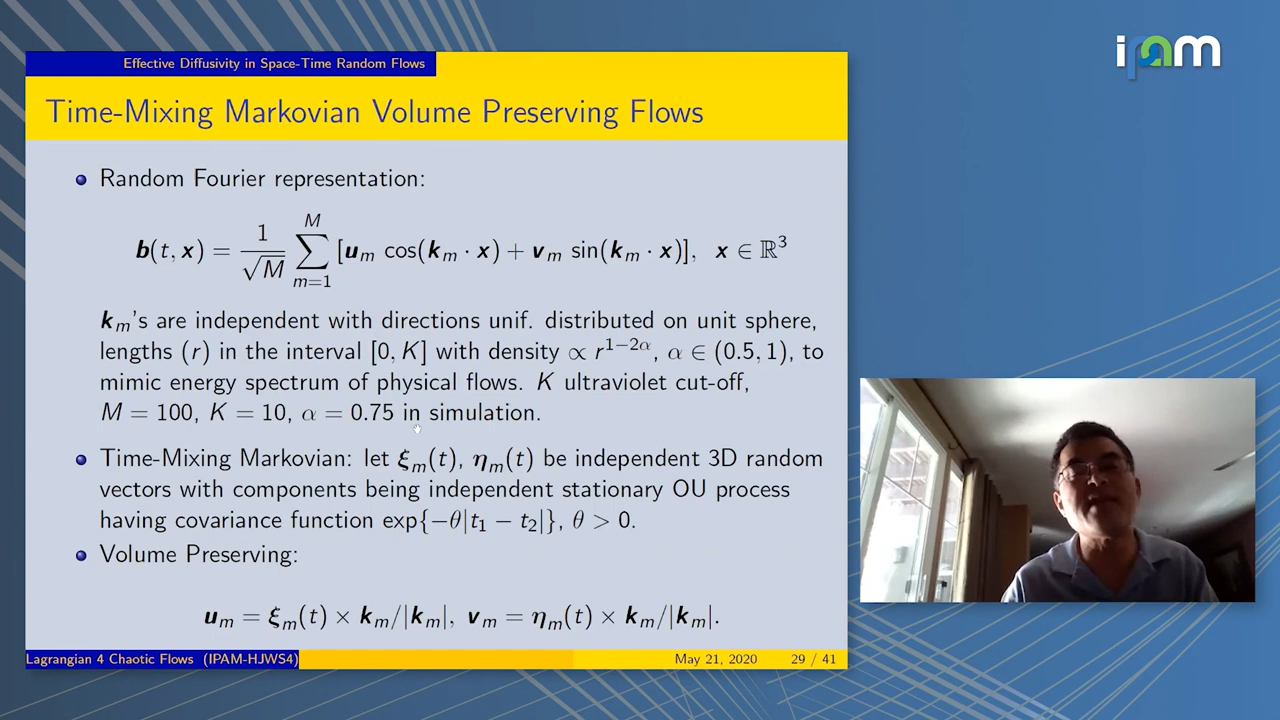 ipam
Effective Diffusivity in Space-Time Random Flows
Time-Mixing Markovian Volume Preserving Flows
Random Fourier representation:
b(t, x) = 1/√M ∑_{m=1}^{M} [u_m cos(k_m · x) + v_m sin(k_m · x)], x ∈ ℝ³
k_m's are independent with directions unif. distributed on unit sphere,
lengths (r) in the interval [0, K] with density ∝ r^{1−2α}, α ∈ (0.5, 1), to
mimic energy spectrum of physical flows. K ultraviolet cut-off,
M = 100, K = 10, α = 0.75 in simulation.
Time-Mixing Markovian: let ξ_m(t), η_m(t) be independent 3D random
vectors with components being independent stationary OU process
having covariance function exp{−θ|t₁ − t₂|}, θ > 0.
Volume Preserving:
u_m = ξ_m(t) × k_m/|k_m|, v_m = η_m(t) × k_m/|k_m|.
Lagrangian 4 Chaotic Flows (IPAM-HJWS4) May 21, 2020 29 / 41